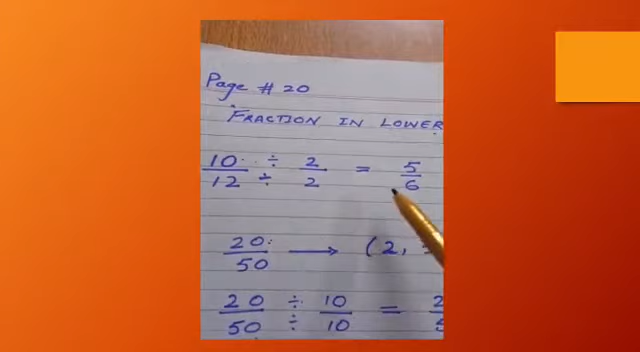 Page # 20
FRACTION IN LOWER
10/12 ÷ 2/2 = 5/6
20/50 → (2,
20/50 ÷ 10/10 = 2/5